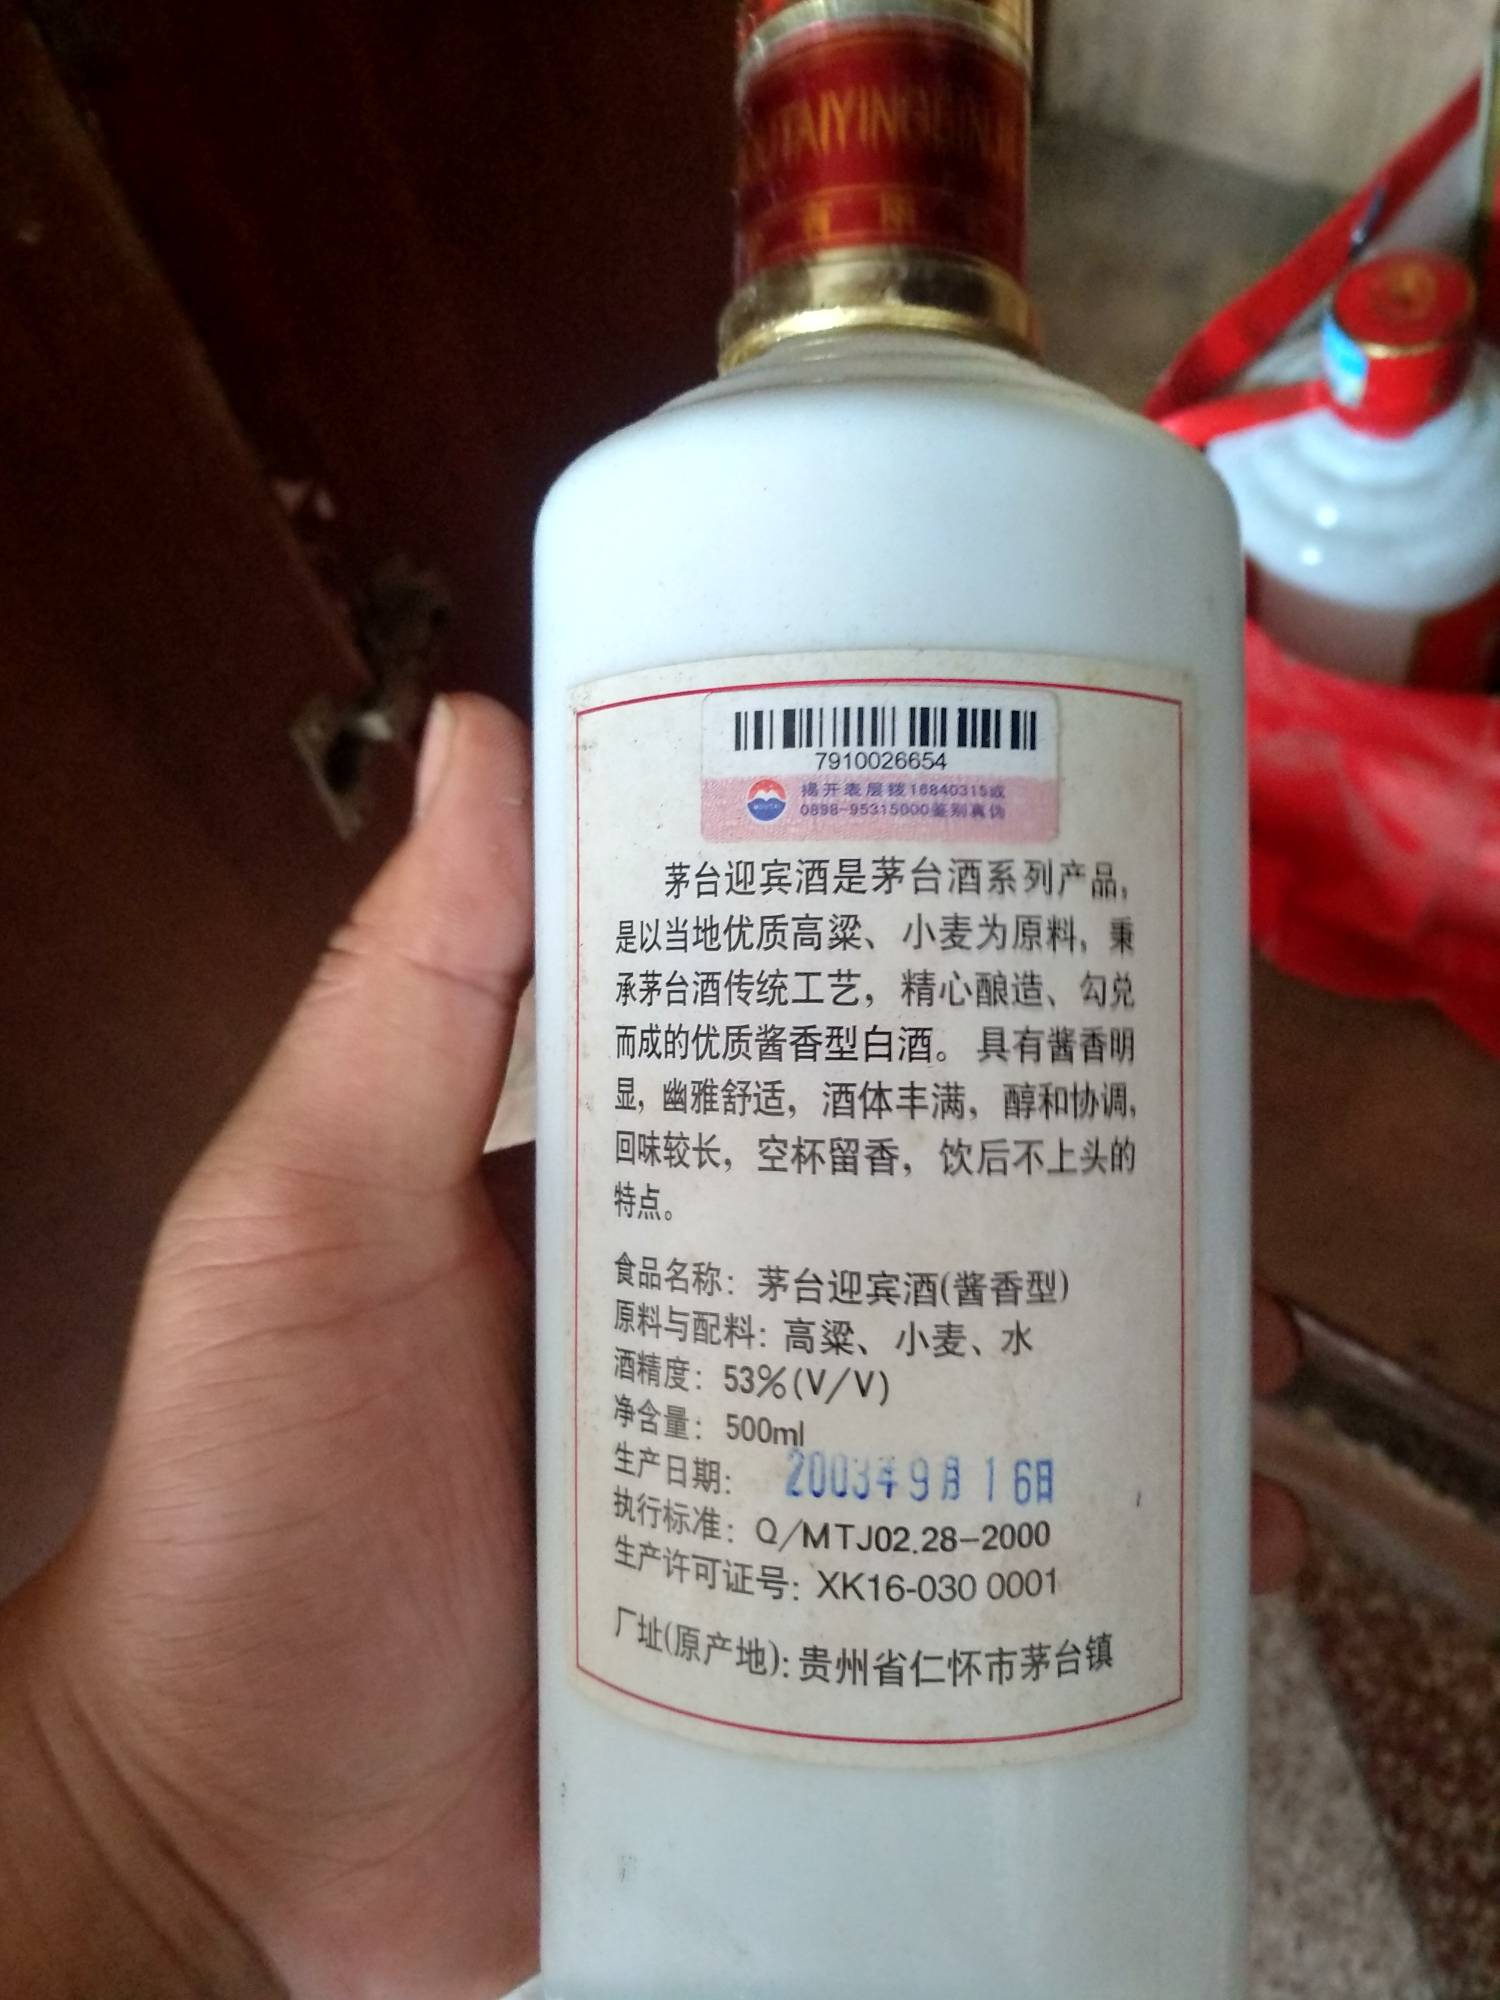 TAIYINGBINJI
7910026654
揭开表层拨16840315或
0898-95315000鉴别真伪
茅台迎宾酒是茅台酒系列产品,
是以当地优质高粱、小麦为原料, 秉
承茅台酒传统工艺, 精心酿造、勾兑
而成的优质酱香型白酒。具有酱香明
显, 幽雅舒适, 酒体丰满, 醇和协调,
回味较长, 空杯留香, 饮后不上头的
特点。
食品名称: 茅台迎宾酒(酱香型)
原料与配料: 高粱、小麦、水
酒精度: 53%(V/V)
净含量: 500ml
生产日期: 2003年9月16日
执行标准: Q/MTJ02.28-2000
生产许可证号: XK16-030 0001
厂址(原产地): 贵州省仁怀市茅台镇